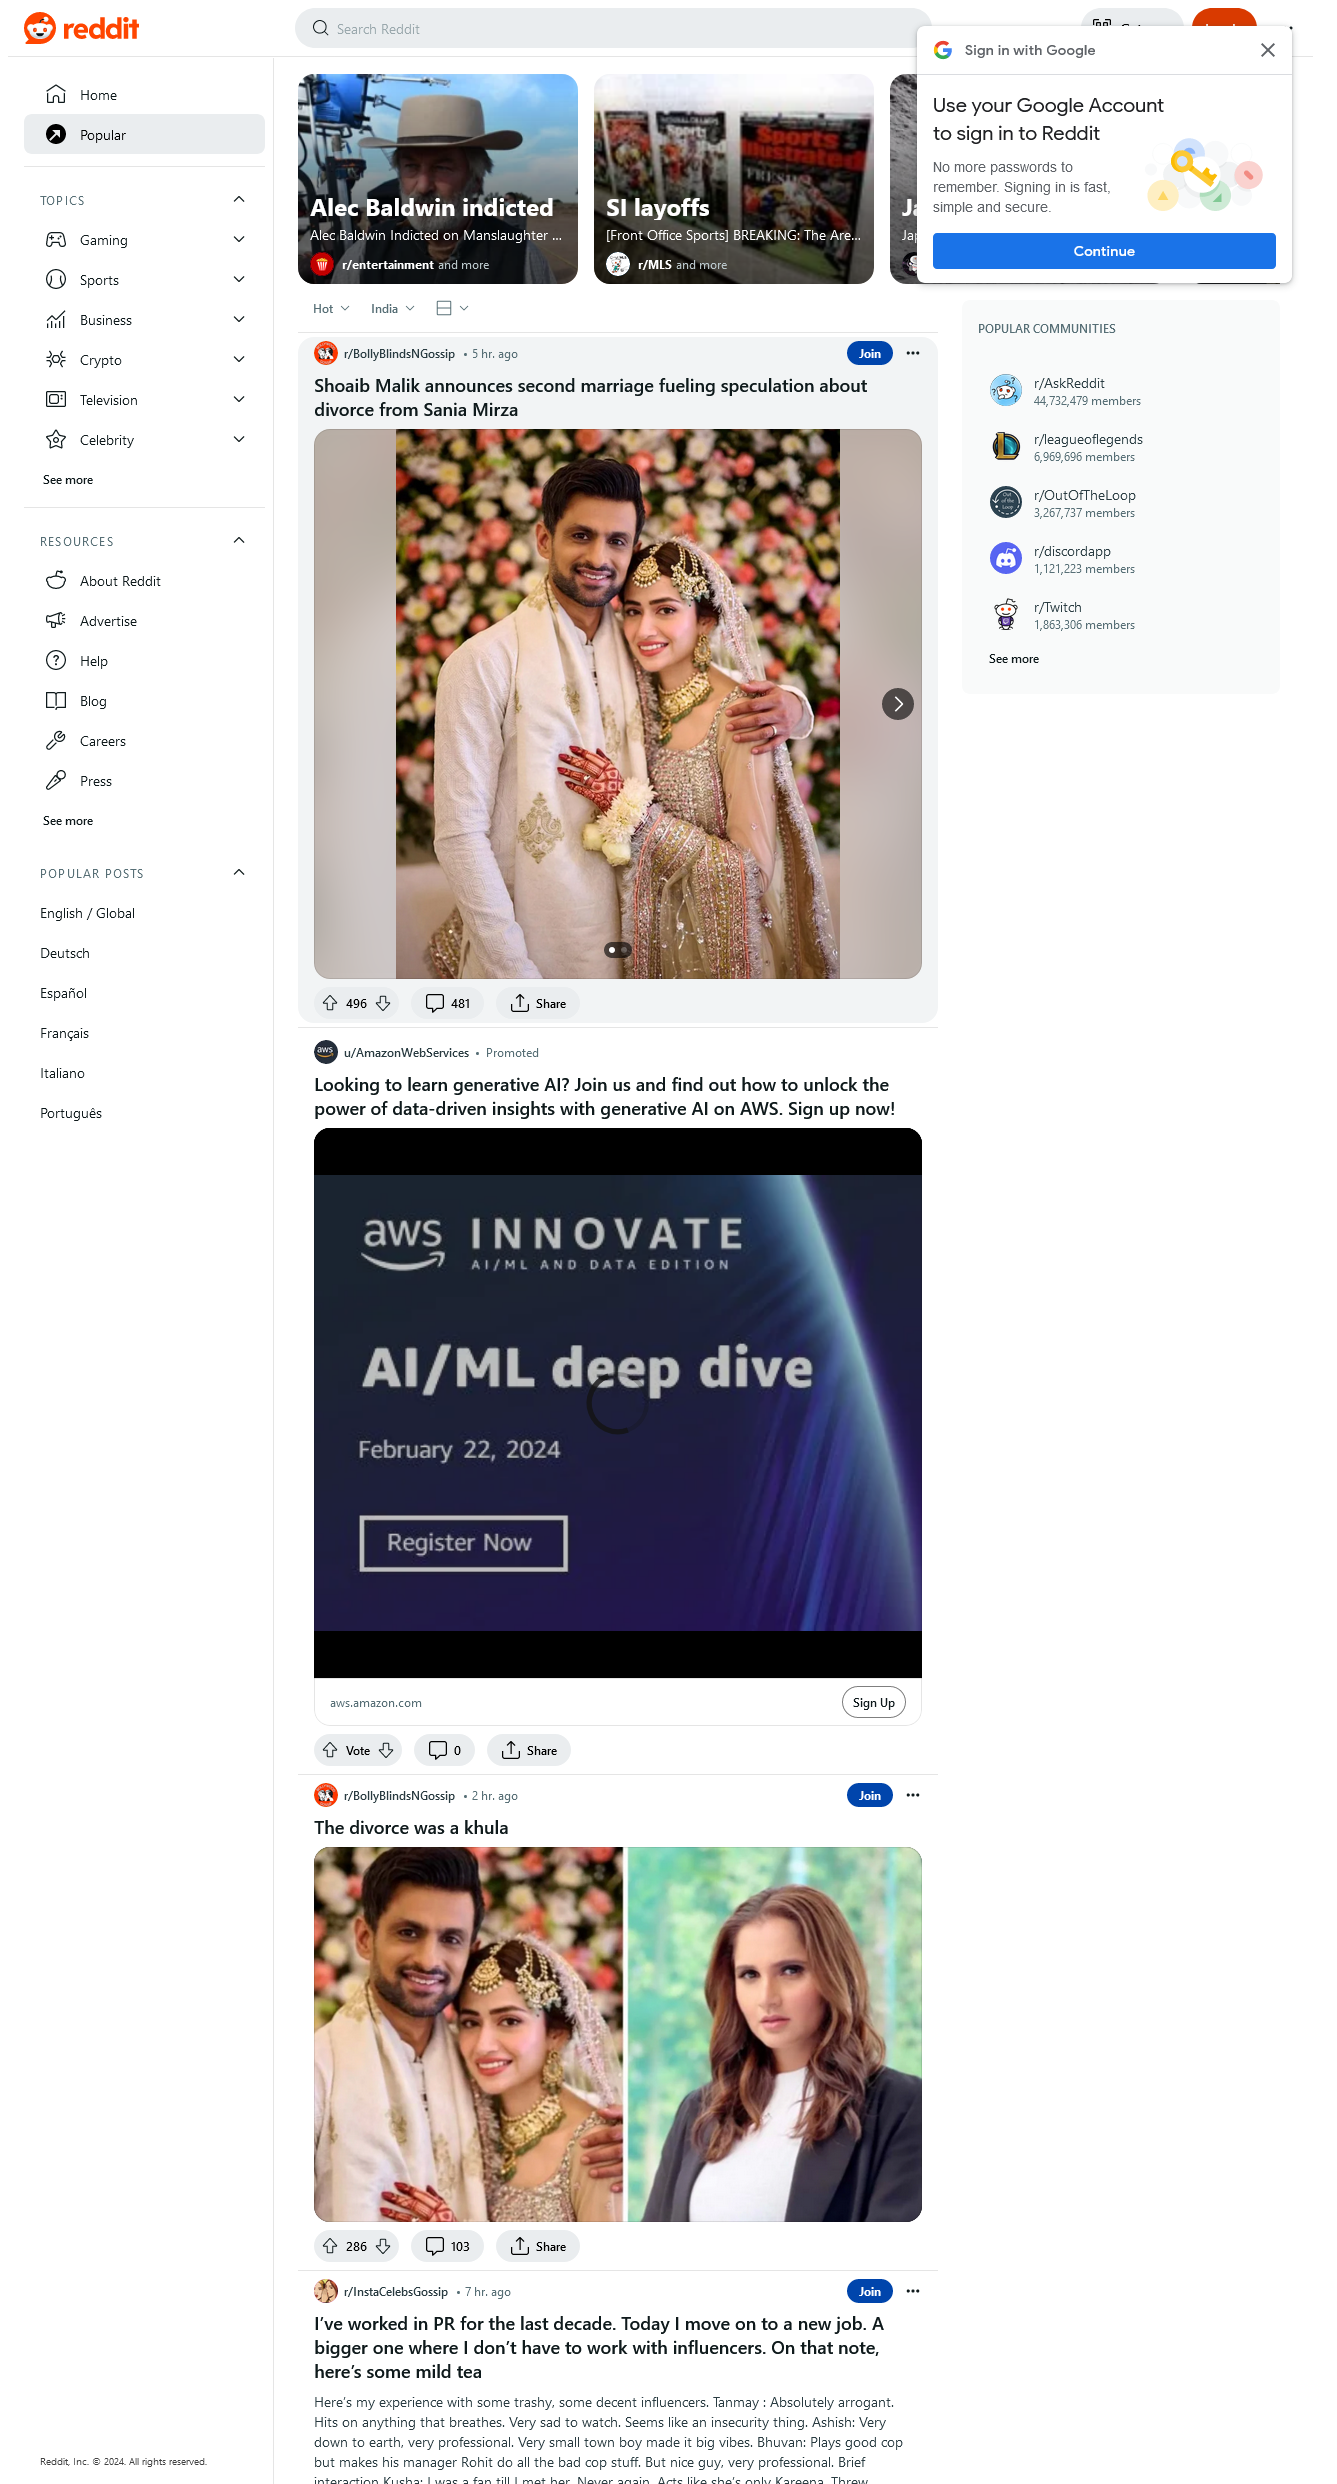 reddit
Search Reddit
Sign in with Google
Use your Google Account
to sign in to Reddit
No more passwords to
remember. Signing in is fast,
simple and secure.
Continue
Home
Popular
TOPICS
Gaming
Sports
Business
Crypto
Television
Celebrity
See more
RESOURCES
About Reddit
Advertise
Help
Blog
Careers
Press
See more
POPULAR POSTS
English / Global
Deutsch
Español
Français
Italiano
Português
Reddit, Inc. © 2024. All rights reserved.
Alec Baldwin indicted
Alec Baldwin Indicted on Manslaughter ...
r/entertainment and more
SI layoffs
[Front Office Sports] BREAKING: The Are...
r/MLS and more
Hot
India
r/BollyBlindsNGossip • 5 hr. ago
Join
Shoaib Malik announces second marriage fueling speculation about
divorce from Sania Mirza
496
481
Share
u/AmazonWebServices • Promoted
Looking to learn generative AI? Join us and find out how to unlock the
power of data-driven insights with generative AI on AWS. Sign up now!
aws INNOVATE
AI/ML AND DATA EDITION
AI/ML deep dive
February 22, 2024
Register Now
aws.amazon.com
Sign Up
Vote
0
Share
r/BollyBlindsNGossip • 2 hr. ago
Join
The divorce was a khula
286
103
Share
r/InstaCelebsGossip • 7 hr. ago
Join
I've worked in PR for the last decade. Today I move on to a new job. A
bigger one where I don't have to work with influencers. On that note,
here's some mild tea
Here's my experience with some trashy, some decent influencers. Tanmay : Absolutely arrogant.
Hits on anything that breathes. Very sad to watch. Seems like an insecurity thing. Ashish: Very
down to earth, very professional. Very small town boy made it big vibes. Bhuvan: Plays good cop
but makes his manager Rohit do all the bad cop stuff. But nice guy, very professional. Brief
interaction Kusha: I was a fan till I met her. Never again. Acts like she's only Kareena. Threw
POPULAR COMMUNITIES
r/AskReddit
44,732,479 members
r/leagueoflegends
6,969,696 members
r/OutOfTheLoop
3,267,737 members
r/discordapp
1,121,223 members
r/Twitch
1,863,306 members
See more